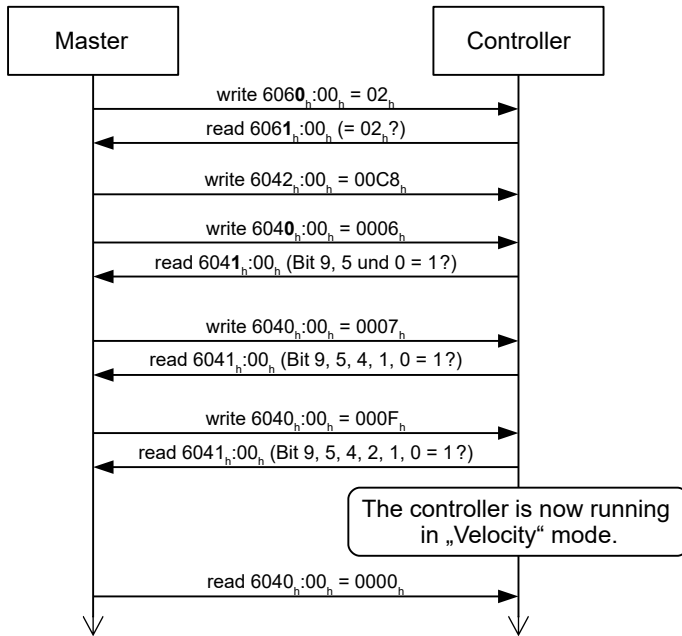 Master
Controller
write 6060h:00h = 02h
read 6061h:00h (= 02h?)
write 6042h:00h = 00C8h
write 6040h:00h = 0006h
read 6041h:00h (Bit 9, 5 und 0 = 1?)
write 6040h:00h = 0007h
read 6041h:00h (Bit 9, 5, 4, 1, 0 = 1?)
write 6040h:00h = 000Fh
read 6041h:00h (Bit 9, 5, 4, 2, 1, 0 = 1?)
The controller is now running
in „Velocity“ mode.
read 6040h:00h = 0000h